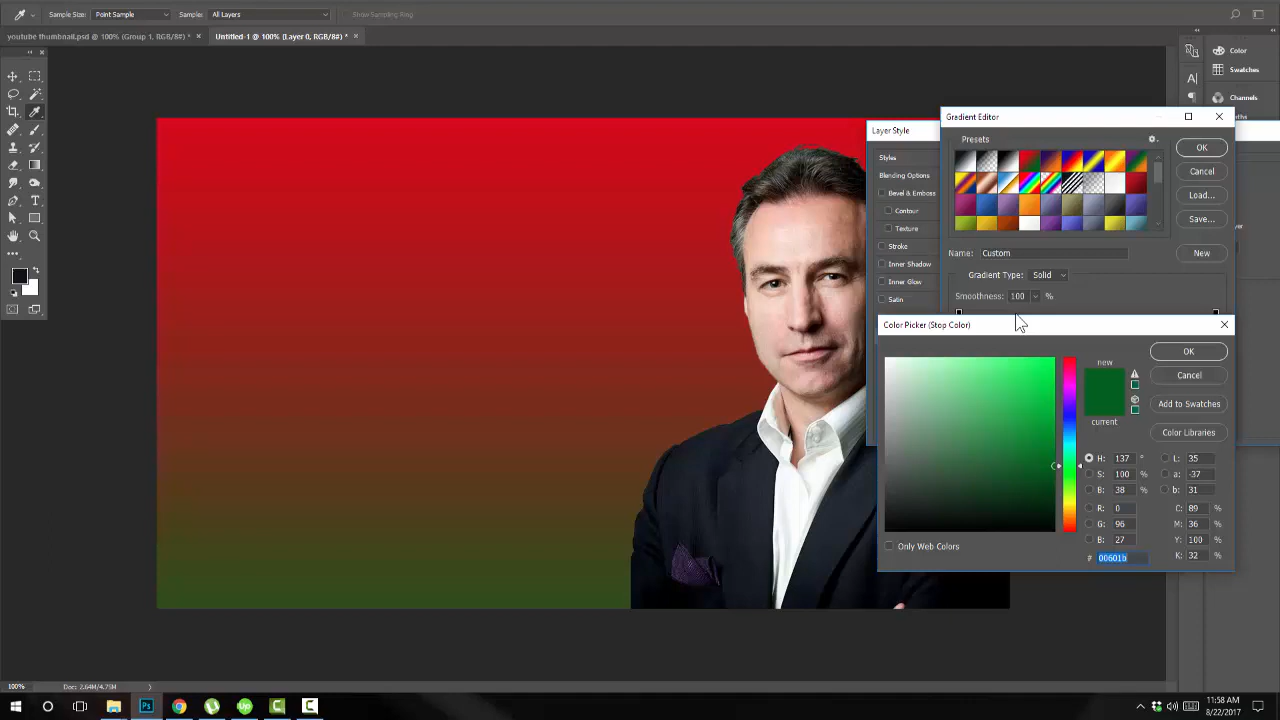 Sample Size: Point Sample Sample: All Layers Show Sampling Ring
youtube thumbnail.psd @ 100% (Group 1, RGB/8#) * × Untitled-1 @ 100% (Layer 0, RGB/8#) * ×
Color
Swatches
Channels
Gradient Editor
Layer Style
Presets
OK
Styles
Cancel
Blending Options
Bevel & Emboss
Load...
Contour
Save...
Texture
Stroke
Name: Custom New
Inner Shadow
Gradient Type: Solid
Inner Glow
Smoothness: 100 %
Satin
Color Picker (Stop Color)
new
OK
Cancel
Add to Swatches
current
Color Libraries
H: 137 ° L: 35
S: 100 % a: -37
B: 38 % b: 31
R: 0 C: 89 %
G: 96 M: 36 %
B: 27 Y: 100 %
Only Web Colors K: 32 %
# 00601b
100% Doc: 2.64M/4.79M
11:58 AM
8/22/2017